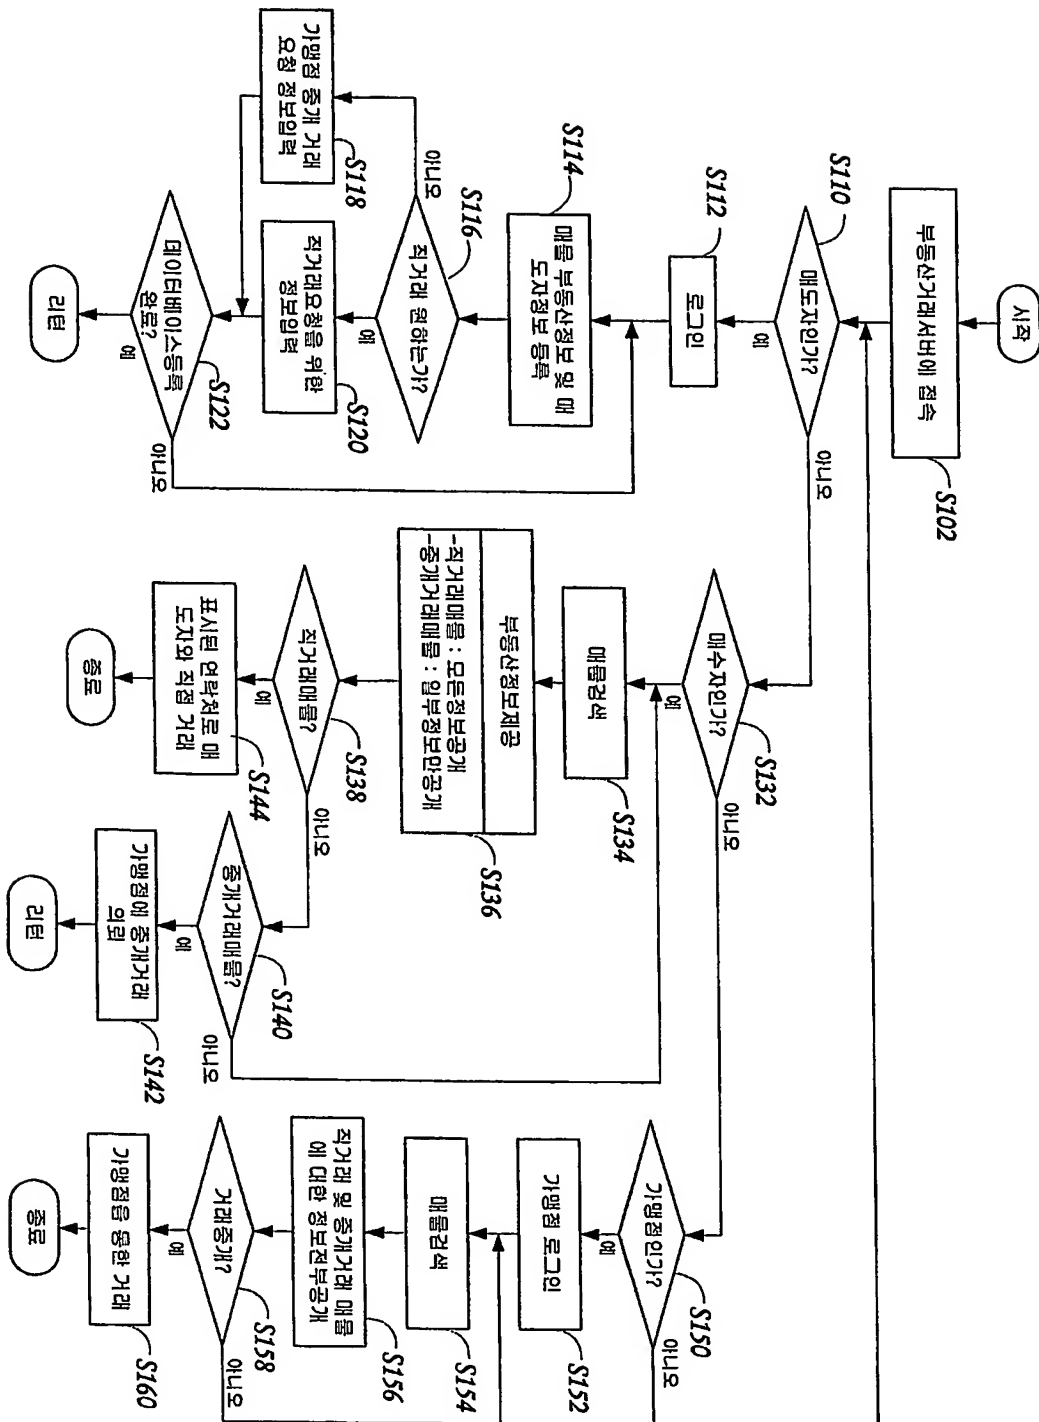 시작
부동산거래서버에 접속
S102
매도자인가?
S110
예
아니오
로그인
S112
매물 부동산정보 및 매
도자정보 등록
S114
직거래 원하는가?
S116
예
아니오
가맹점 중개 거래
요청 정보입력
S118
직거래요청을 위한
정보입력
S120
데이터베이스등록
완료?
S122
예
아니오
리턴
매수자인가?
S132
예
아니오
매물검색
S134
부동산정보제공
-직거래매물 : 모든정보공개
-중개거래매물 : 일부정보만공개
S136
직거래매물?
S138
예
아니오
표시된 연락처로 매
도자와 직접 거래
S144
종료
중개거래매물?
S140
예
아니오
가맹점에 중개거래
의뢰
S142
리턴
가맹점인가?
S150
예
아니오
가맹점 로그인
S152
매물검색
S154
직거래 및 중개거래 매물
에 대한 정보전부공개
S156
거래중개?
S158
예
아니오
가맹점을 통한 거래
S160
종료